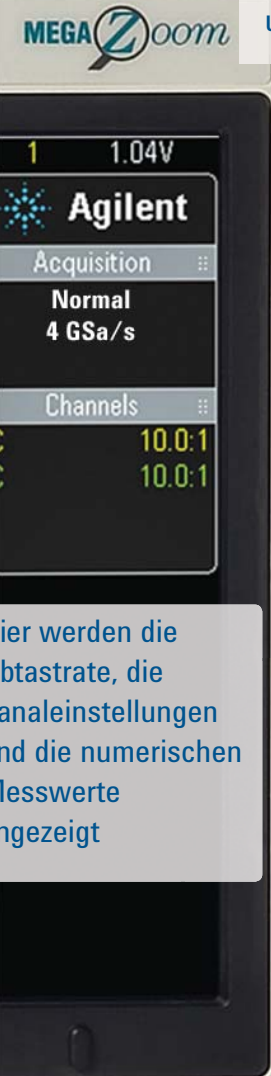 MEGA Zoom
1 1.04V
Agilent
Acquisition
Normal
4 GSa/s
Channels
C 10.0:1
C 10.0:1
ier werden die
btastrate, die
analeinstellungen
nd die numerischen
Messwerte
ngezeigt